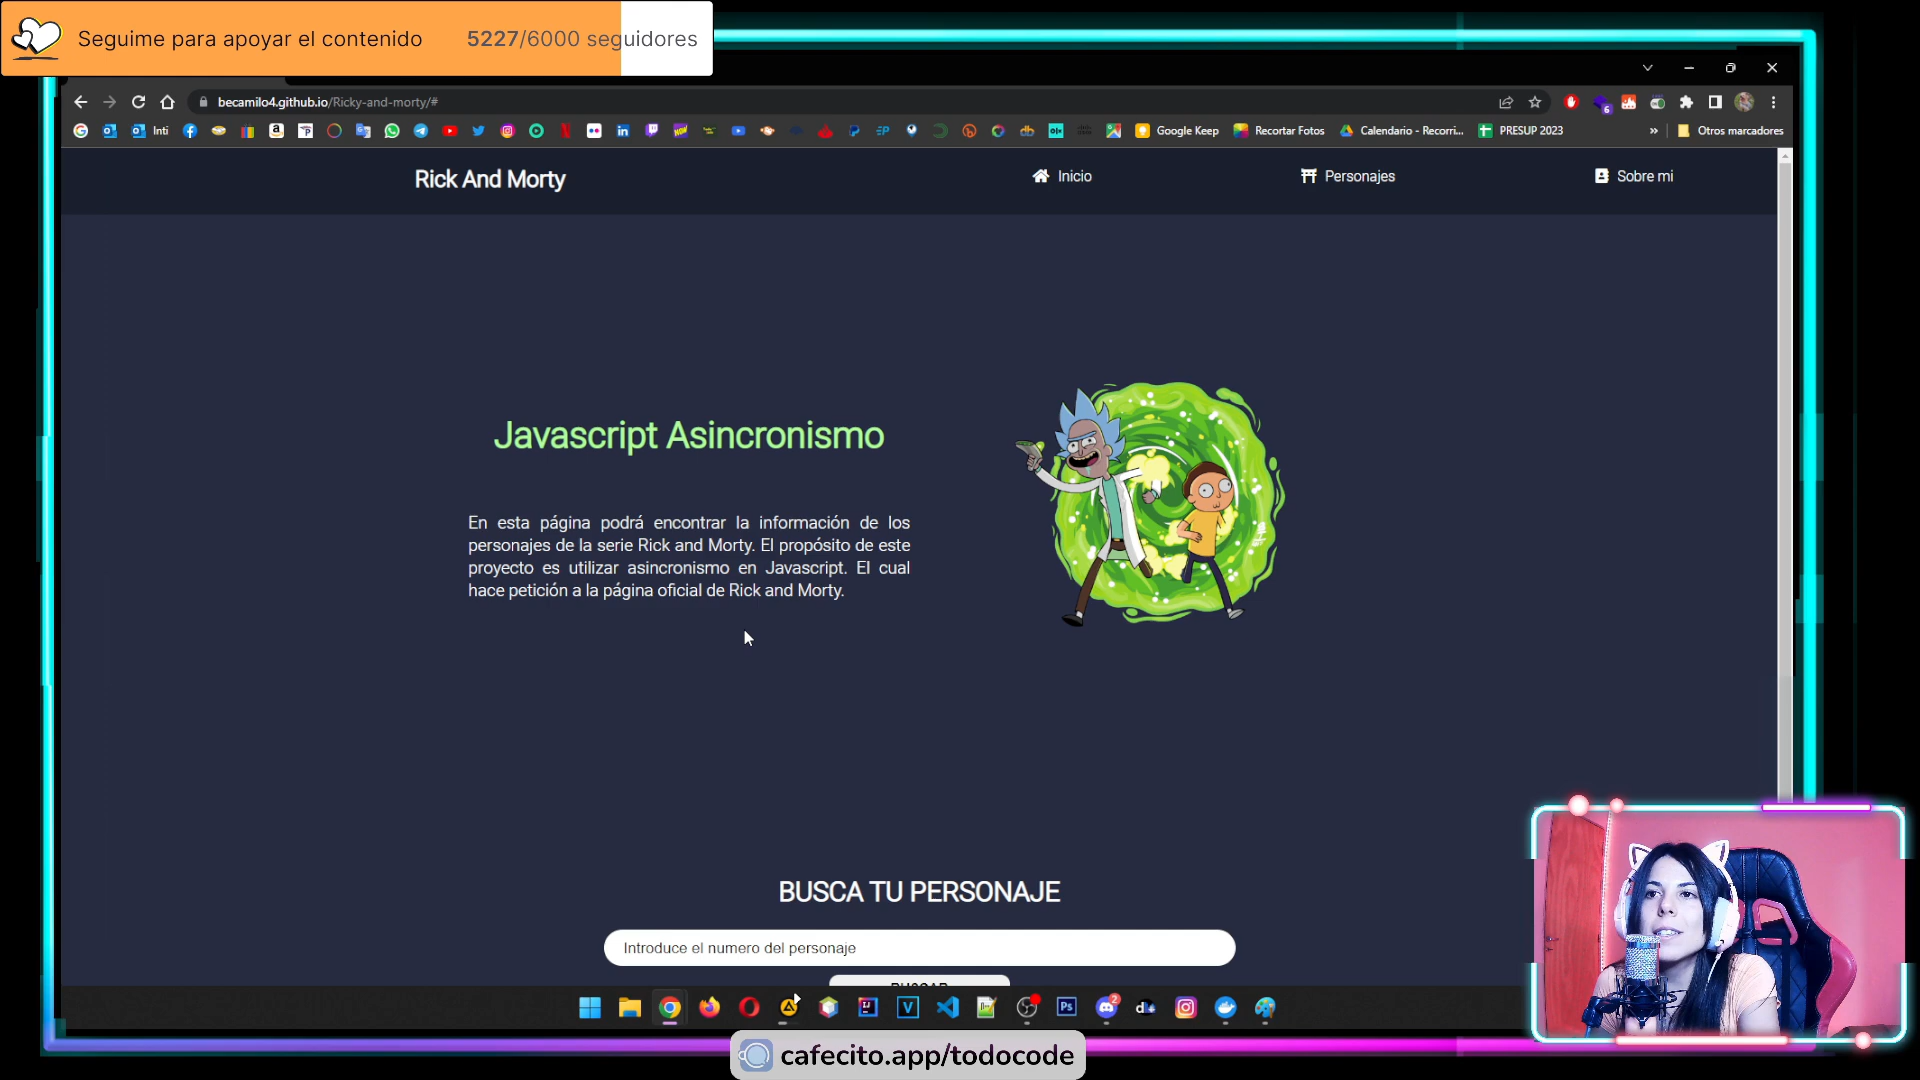 Seguime para apoyar el contenido 5227/6000 seguidores
becamilo4.github.io/Ricky-and-morty/#
Inti
Google Keep
Recortar Fotos
Calendario - Recorri...
PRESUP 2023
»
Otros marcadores
Rick And Morty
Inicio
Personajes
Sobre mi
Javascript Asincronismo
En esta página podrá encontrar la información de los
personajes de la serie Rick and Morty. El propósito de este
proyecto es utilizar asincronismo en Javascript. El cual
hace petición a la página oficial de Rick and Morty.
BUSCA TU PERSONAJE
Introduce el numero del personaje
BUSCAR
cafecito.app/todocode